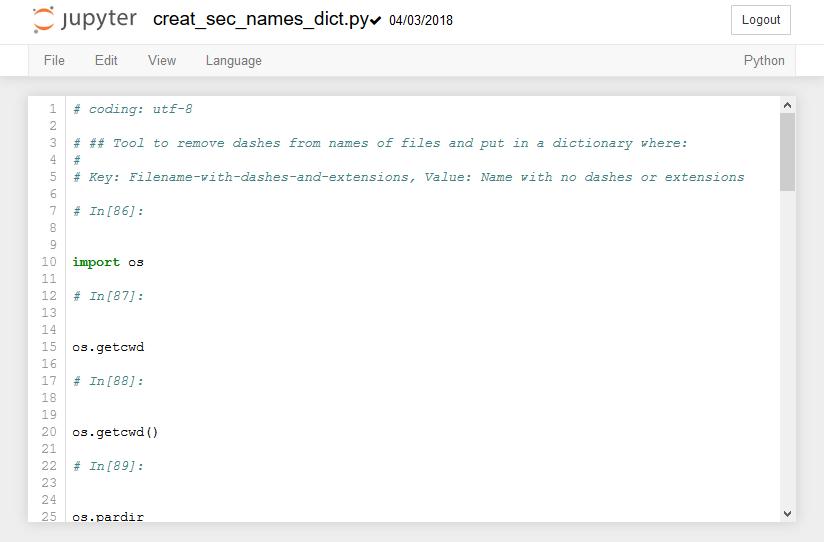 jupyter creat_sec_names_dict.py 04/03/2018 Logout
File Edit View Language Python
1 # coding: utf-8
2
3 # ## Tool to remove dashes from names of files and put in a dictionary where:
4 #
5 # Key: Filename-with-dashes-and-extensions, Value: Name with no dashes or extensions
6
7 # In[86]:
8
9
10 import os
11
12 # In[87]:
13
14
15 os.getcwd
16
17 # In[88]:
18
19
20 os.getcwd()
21
22 # In[89]:
23
24
25 os.pardir